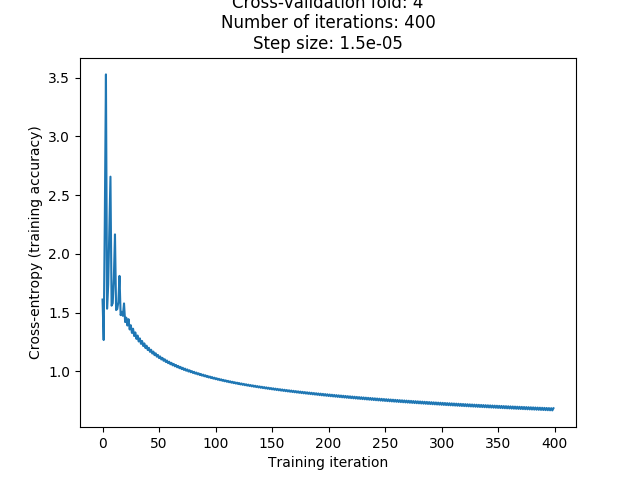 Cross-validation fold: 4
Number of iterations: 400
Step size: 1.5e-05
3.5
3.0
2.5
2.0
1.5
1.0
Cross-entropy (training accuracy)
0 50 100 150 200 250 300 350 400
Training iteration